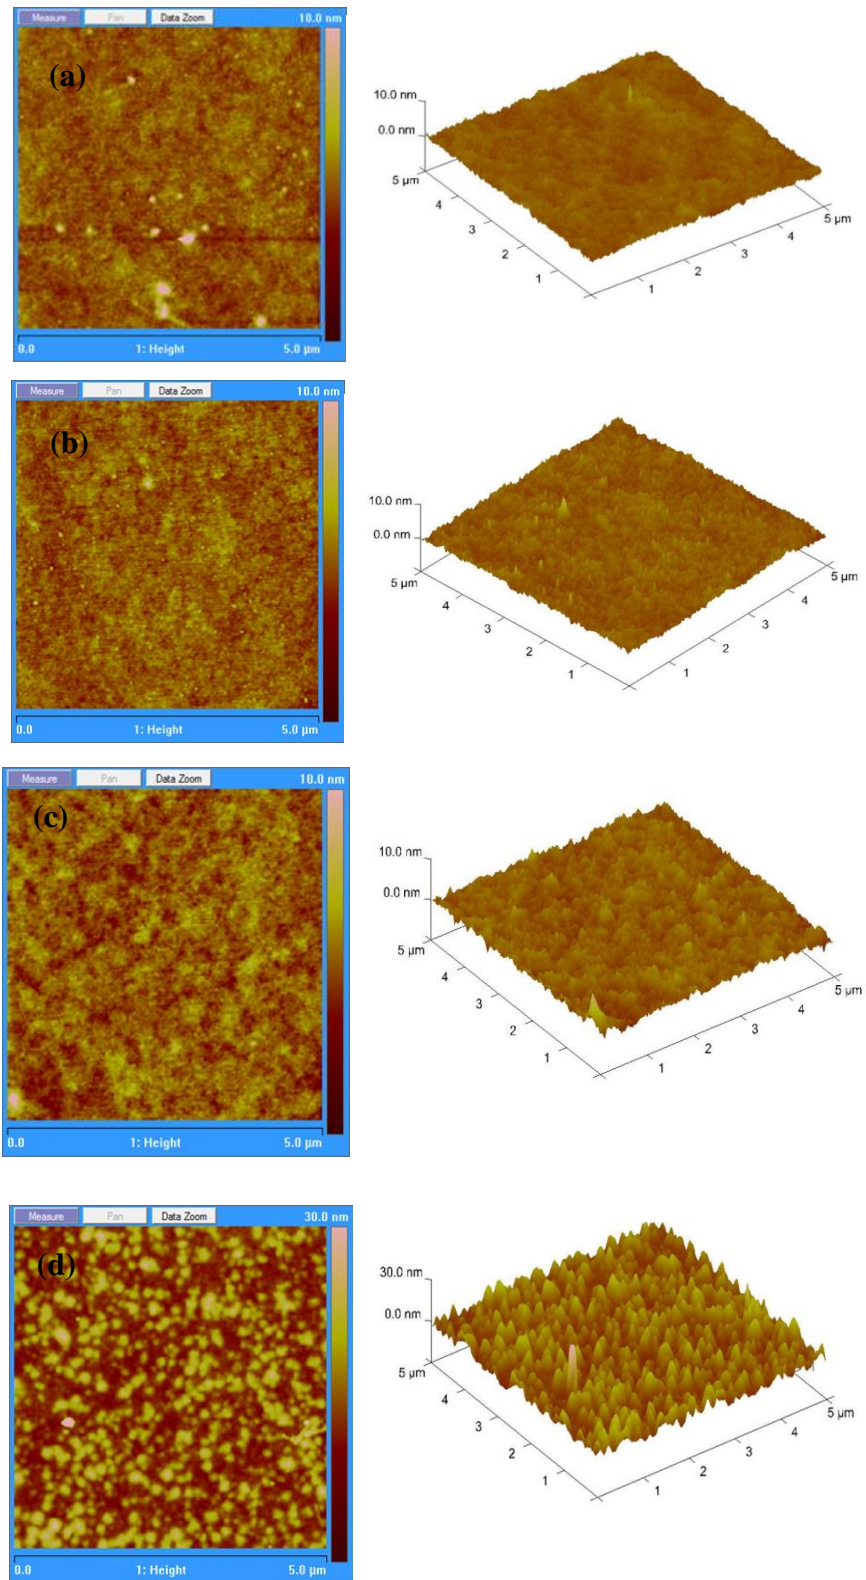 Measure Pan Data Zoom 10.0 nm
(a)
0.0 1: Height 5.0 µm
10.0 nm
0.0 nm
5 µm
4
3
2
1
1
2
3
4
5 µm
Measure Pan Data Zoom 10.0 nm
(b)
0.0 1: Height 5.0 µm
10.0 nm
0.0 nm
5 µm
4
3
2
1
1
2
3
4
5 µm
Measure Pan Data Zoom 10.0 nm
(c)
0.0 1: Height 5.0 µm
10.0 nm
0.0 nm
5 µm
4
3
2
1
1
2
3
4
5 µm
Measure Pan Data Zoom 30.0 nm
(d)
0.0 1: Height 5.0 µm
30.0 nm
0.0 nm
5 µm
4
3
2
1
1
2
3
4
5 µm